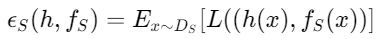 ϵ_S(h, f_S) = E_{x∼D_S}[L((h(x), f_S(x))]